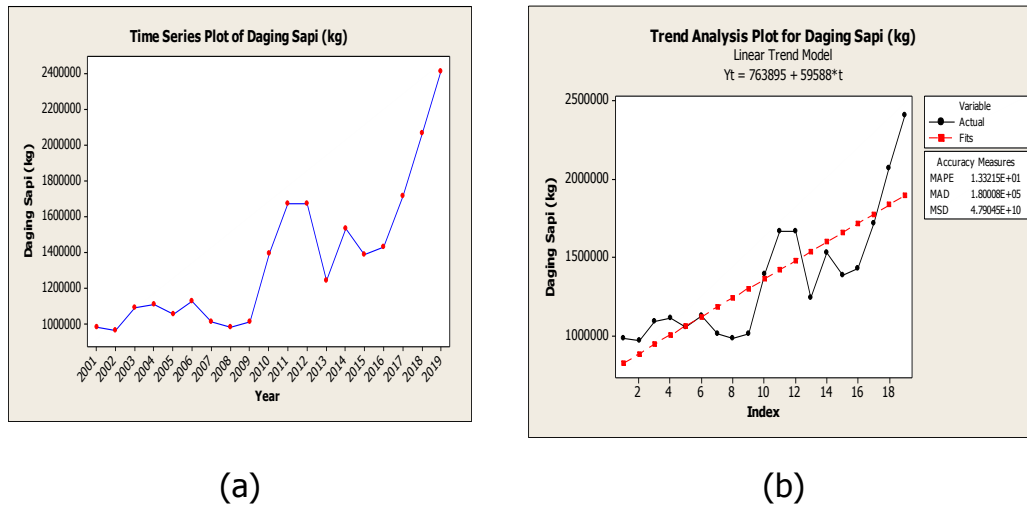 Time Series Plot of Daging Sapi (kg)
2400000
2200000
2000000
1800000
1600000
1400000
1200000
1000000
Daging Sapi (kg)
2001 2002 2003 2004 2005 2006 2007 2008 2009 2010 2011 2012 2013 2014 2015 2016 2017 2018 2019
Year
(a)
Trend Analysis Plot for Daging Sapi (kg)
Linear Trend Model
Yt = 763895 + 59588*t
2500000
2000000
1500000
1000000
Daging Sapi (kg)
2 4 6 8 10 12 14 16 18
Index
Variable
Actual
Fits
Accuracy Measures
MAPE 1.33215E+01
MAD 1.80008E+05
MSD 4.79045E+10
(b)